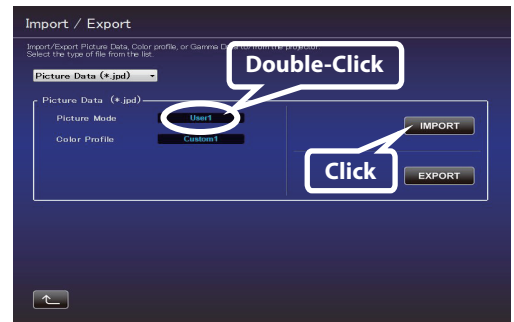 Import / Export
Import/Export Picture Data, Color profile, or Gamma Data to/from the projector.
Select the type of file from the list.
Double-Click
Picture Data (*.jpd)
Picture Data (*.jpd)
Picture Mode User1
IMPORT
Color Profile Custom1
Click
EXPORT